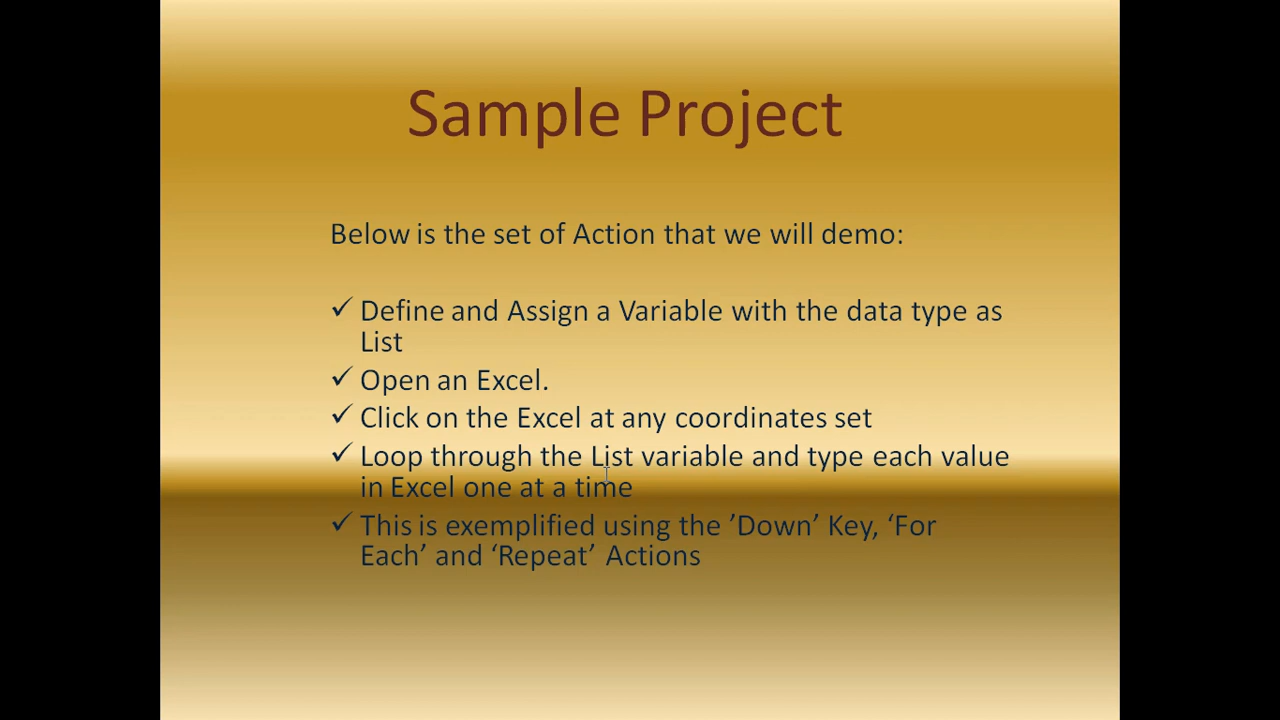 Sample Project
Below is the set of Action that we will demo:
✓ Define and Assign a Variable with the data type as
List
✓ Open an Excel.
✓ Click on the Excel at any coordinates set
✓ Loop through the List variable and type each value
in Excel one at a time
✓ This is exemplified using the ’Down’ Key, ‘For
Each’ and ‘Repeat’ Actions